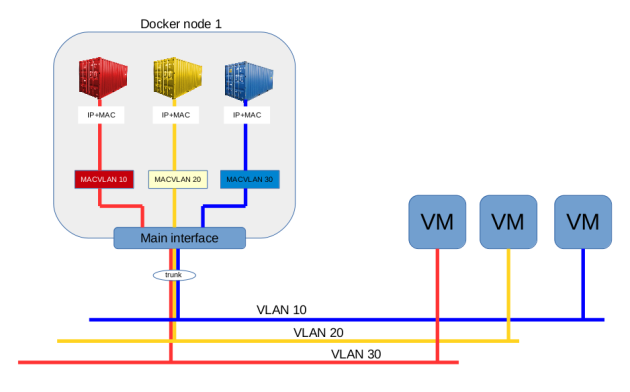 Docker node 1
IP+MAC
IP+MAC
IP+MAC
MACVLAN 10
MACVLAN 20
MACVLAN 30
VM
VM
VM
Main interface
trunk
VLAN 10
VLAN 20
VLAN 30